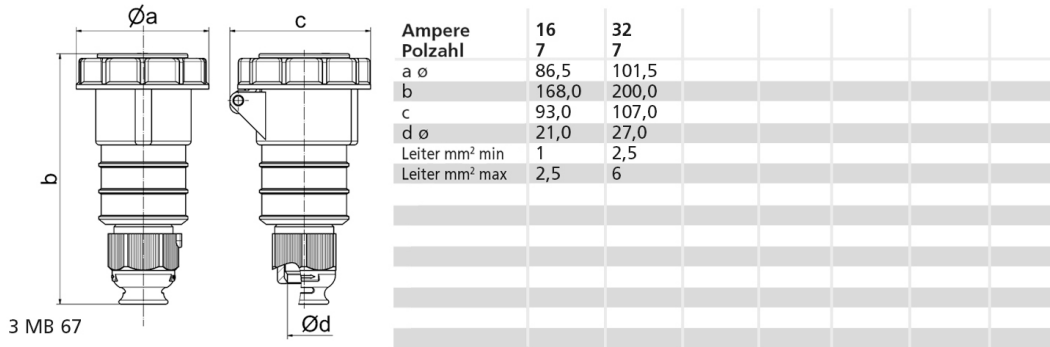 Øa
c
b
Ød
3 MB 67
Ampere 16 32
Polzahl 7 7
a ø 86,5 101,5
b 168,0 200,0
c 93,0 107,0
d ø 21,0 27,0
Leiter mm² min 1 2,5
Leiter mm² max 2,5 6